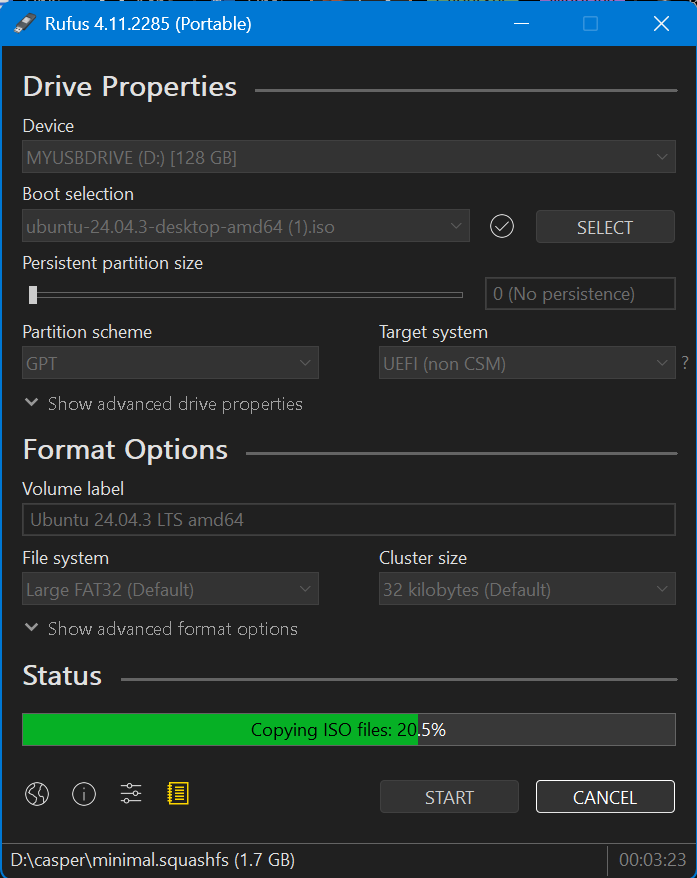 Rufus 4.11.2285 (Portable)
Drive Properties
Device
MYUSBDRIVE (D:) [128 GB]
Boot selection
ubuntu-24.04.3-desktop-amd64 (1).iso
SELECT
Persistent partition size
0 (No persistence)
Partition scheme
Target system
GPT
UEFI (non CSM)
?
Show advanced drive properties
Format Options
Volume label
Ubuntu 24.04.3 LTS amd64
File system
Cluster size
Large FAT32 (Default)
32 kilobytes (Default)
Show advanced format options
Status
Copying ISO files: 20.5%
START
CANCEL
D:\casper\minimal.squashfs (1.7 GB)
00:03:23